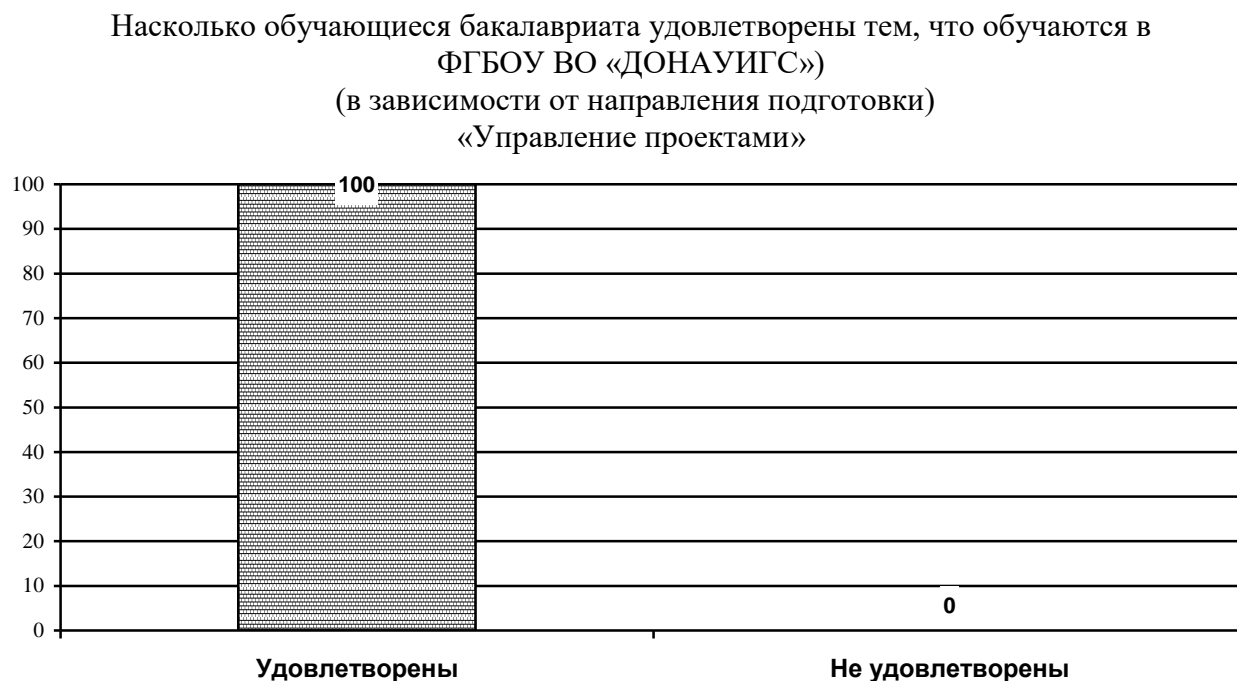 Насколько обучающиеся бакалавриата удовлетворены тем, что обучаются в
ФГБОУ ВО «ДОНАУИГС»)
(в зависимости от направления подготовки)
«Управление проектами»
100
100
90
80
70
60
50
40
30
20
10
0
0
Удовлетворены
Не удовлетворены